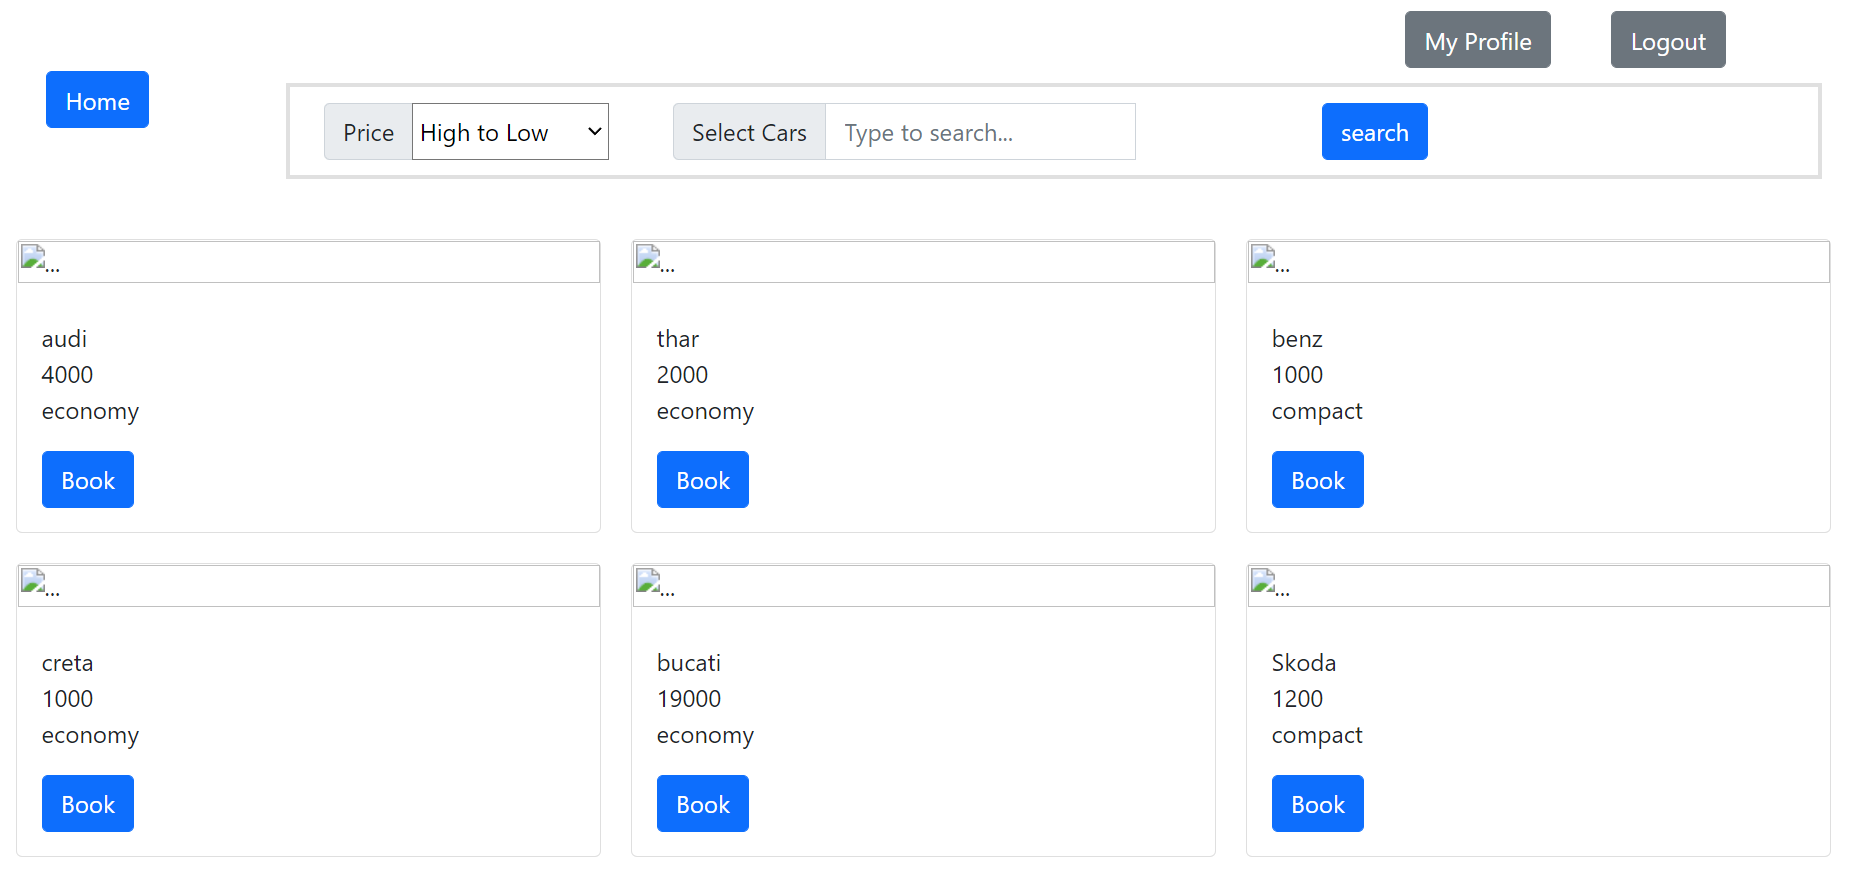 My Profile Logout
Home
Price High to Low Select Cars Type to search... search
... ... ...
audi thar benz
4000 2000 1000
economy economy compact
Book Book Book
... ... ...
creta bucati Skoda
1000 19000 1200
economy economy compact
Book Book Book